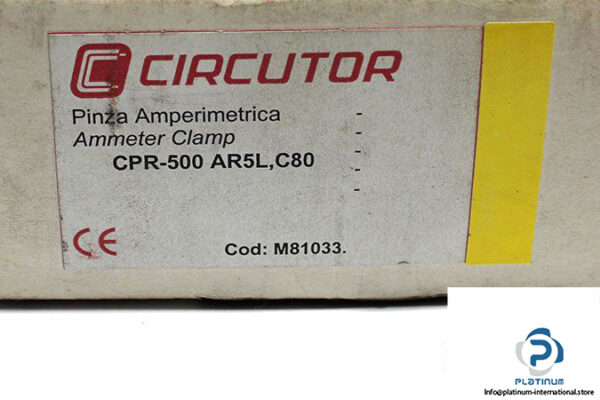 CIRCUTOR
Pinza Amperimetrica -
Ammeter Clamp -
-
CPR-500 AR5L,C80 -
-
CE
Cod: M81033.
PLATINUM
Info@platinum-international.store